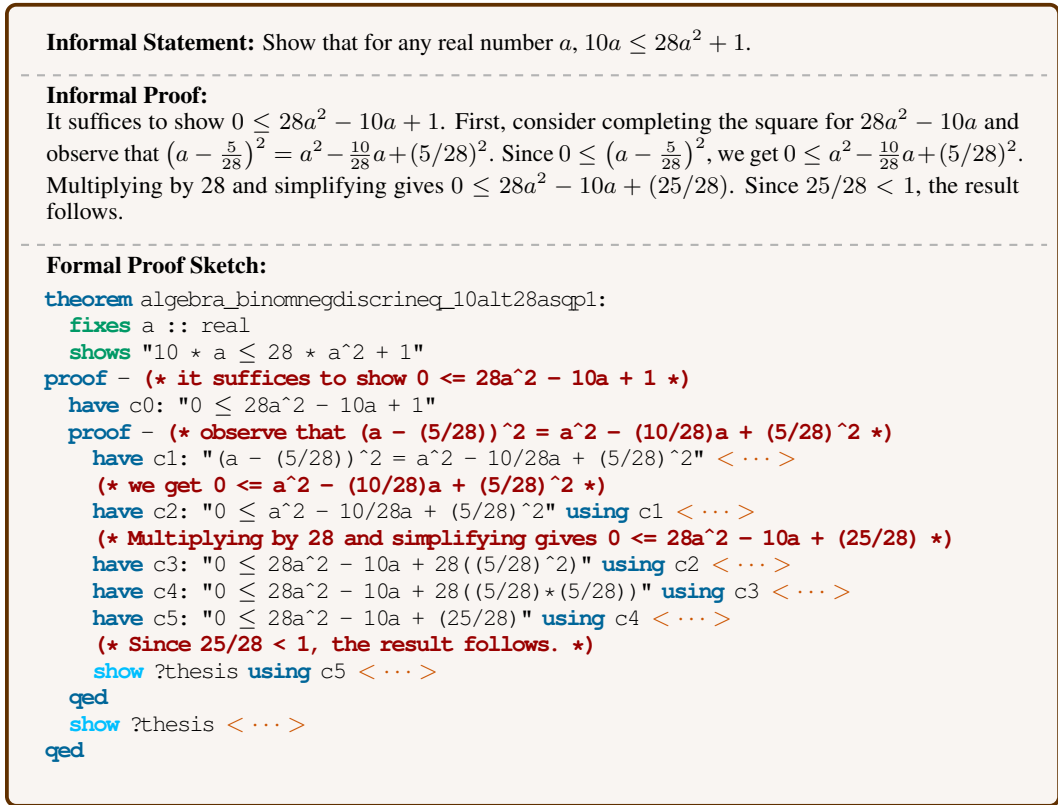 Informal Statement: Show that for any real number a, 10a ≤ 28a² + 1.
Informal Proof:
It suffices to show 0 ≤ 28a² − 10a + 1. First, consider completing the square for 28a² − 10a and
observe that (a − 5/28)² = a² − 10/28 a + (5/28)². Since 0 ≤ (a − 5/28)², we get 0 ≤ a² − 10/28 a + (5/28)².
Multiplying by 28 and simplifying gives 0 ≤ 28a² − 10a + (25/28). Since 25/28 < 1, the result
follows.
Formal Proof Sketch:
theorem algebra_binomnegdiscrineq_10alt28asqp1:
fixes a :: real
shows "10 * a ≤ 28 * a^2 + 1"
proof - (* it suffices to show 0 <= 28a^2 - 10a + 1 *)
have c0: "0 ≤ 28a^2 - 10a + 1"
proof - (* observe that (a - (5/28))^2 = a^2 - (10/28)a + (5/28)^2 *)
have c1: "(a - (5/28))^2 = a^2 - 10/28a + (5/28)^2" < ··· >
(* we get 0 <= a^2 - (10/28)a + (5/28)^2 *)
have c2: "0 ≤ a^2 - 10/28a + (5/28)^2" using c1 < ··· >
(* Multiplying by 28 and simplifying gives 0 <= 28a^2 - 10a + (25/28) *)
have c3: "0 ≤ 28a^2 - 10a + 28((5/28)^2)" using c2 < ··· >
have c4: "0 ≤ 28a^2 - 10a + 28((5/28)*(5/28))" using c3 < ··· >
have c5: "0 ≤ 28a^2 - 10a + (25/28)" using c4 < ··· >
(* Since 25/28 < 1, the result follows. *)
show ?thesis using c5 < ··· >
qed
show ?thesis < ··· >
qed